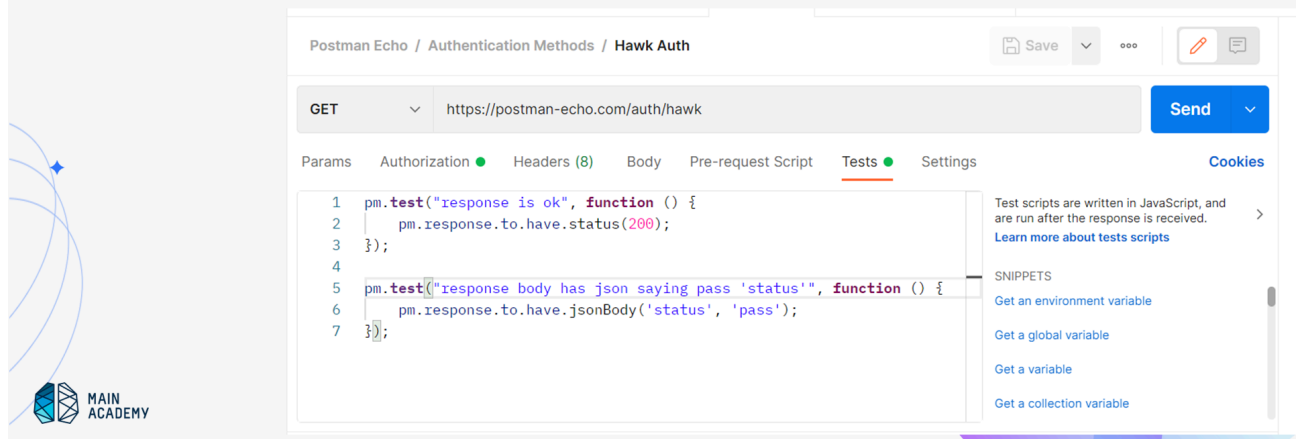 Postman Echo / Authentication Methods / Hawk Auth
Save
GET
https://postman-echo.com/auth/hawk
Send
Params Authorization Headers (8) Body Pre-request Script Tests Settings Cookies
1 pm.test("response is ok", function () {
2 pm.response.to.have.status(200);
3 });
4
5 pm.test("response body has json saying pass 'status'", function () {
6 pm.response.to.have.jsonBody('status', 'pass');
7 });
Test scripts are written in JavaScript, and
are run after the response is received.
Learn more about tests scripts
SNIPPETS
Get an environment variable
Get a global variable
Get a variable
Get a collection variable
MAIN
ACADEMY